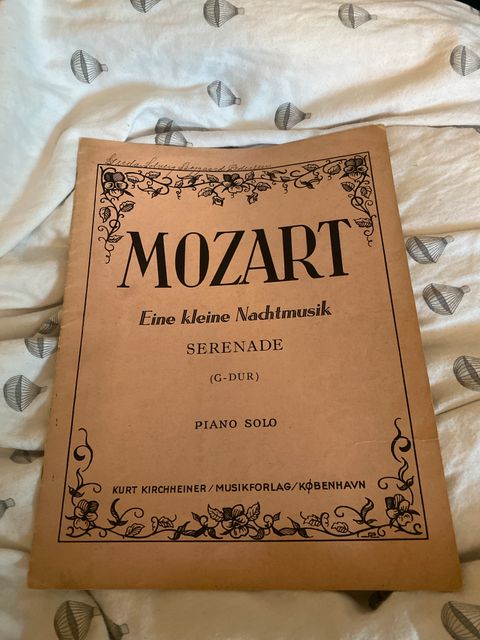 MOZART
Eine kleine Nachtmusik
SERENADE
(G-DUR)
PIANO SOLO
KURT KIRCHHEINER/MUSIKFORLAG/KØBENHAVN